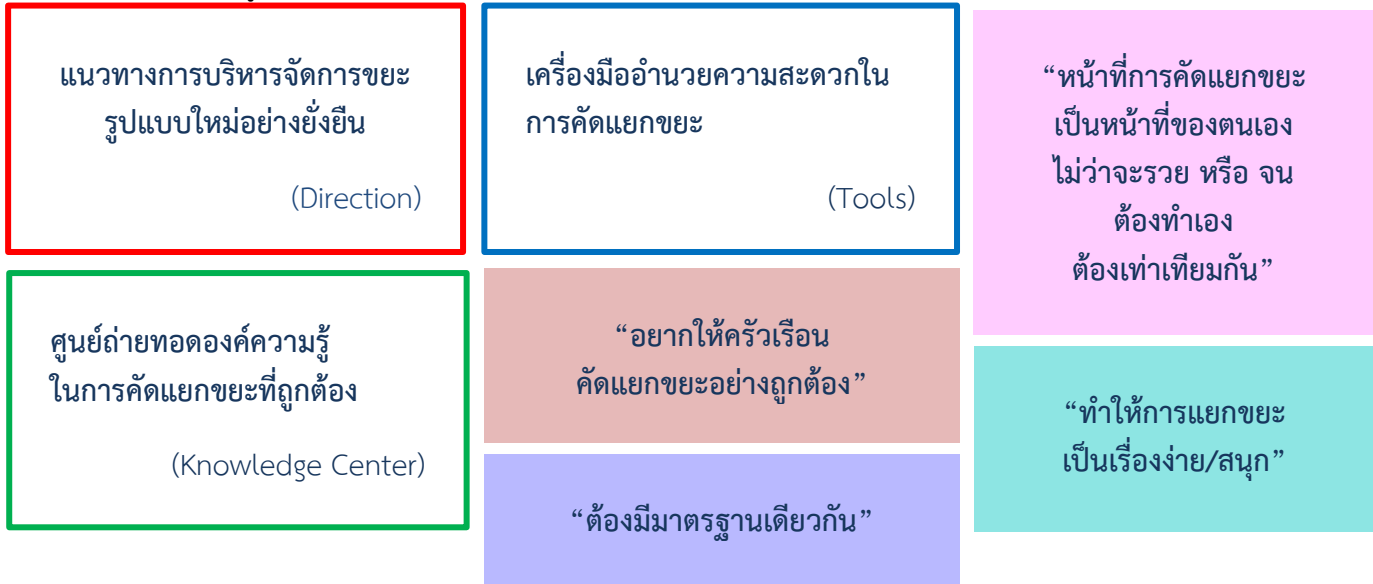 แนวทางการบริหารจัดการขยะ
รูปแบบใหม่อย่างยั่งยืน
(Direction)
เครื่องมืออำนวยความสะดวกใน
การคัดแยกขยะ
(Tools)
“หน้าที่การคัดแยกขยะ
เป็นหน้าที่ของตนเอง
ไม่ว่าจะรวย หรือ จน
ต้องทำเอง
ต้องเท่าเทียมกัน”
ศูนย์ถ่ายทอดองค์ความรู้
ในการคัดแยกขยะที่ถูกต้อง
(Knowledge Center)
“อยากให้ครัวเรือน
คัดแยกขยะอย่างถูกต้อง”
“ทำให้การแยกขยะ
เป็นเรื่องง่าย/สนุก”
“ต้องมีมาตรฐานเดียวกัน”